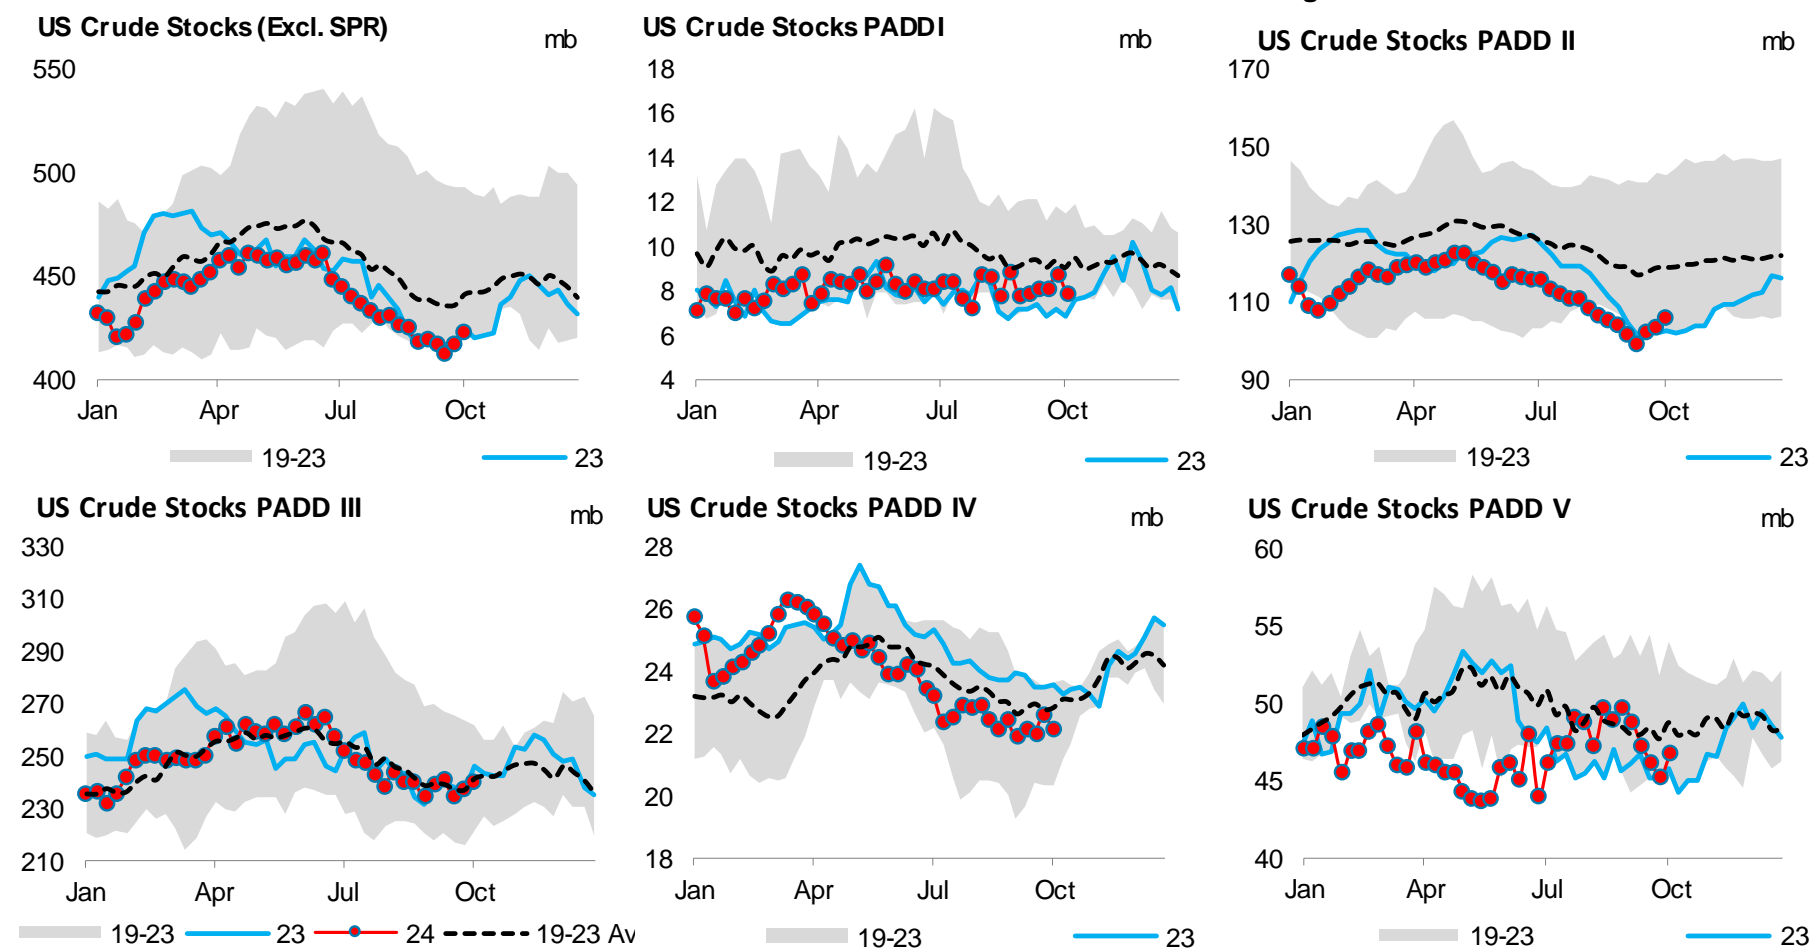 US Crude Stocks (Excl. SPR)
mb
550
500
450
400
Jan Apr Jul Oct
19-23 23
US Crude Stocks PADD I
mb
18
16
14
12
10
8
6
4
Jan Apr Jul Oct
19-23 23
US Crude Stocks PADD II
mb
170
150
130
110
90
Jan Apr Jul Oct
19-23 23
US Crude Stocks PADD III
mb
330
310
290
270
250
230
210
Jan Apr Jul Oct
19-23 23 24 19-23 Av
US Crude Stocks PADD IV
mb
28
26
24
22
20
18
Jan Apr Jul Oct
19-23 23
US Crude Stocks PADD V
mb
60
55
50
45
40
Jan Apr Jul Oct
19-23 23